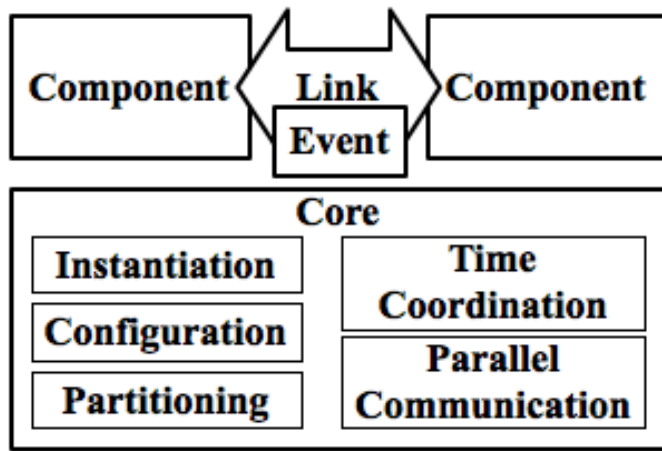 Component
Link
Component
Event
Core
Instantiation
Configuration
Partitioning
Time
Coordination
Parallel
Communication